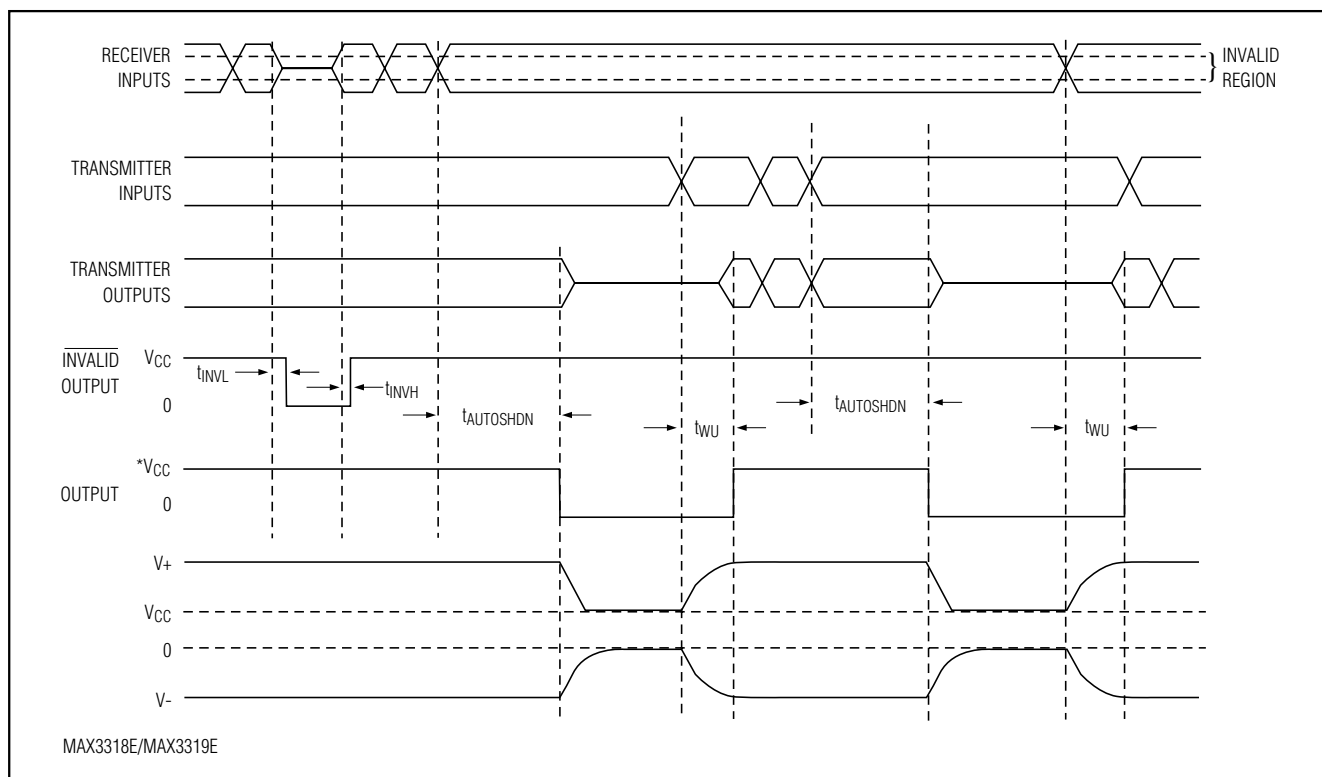 RECEIVER
INPUTS
} INVALID
REGION
TRANSMITTER
INPUTS
TRANSMITTER
OUTPUTS
INVALID
OUTPUT
VCC
0
tINVL
tINVH
tAUTOSHDN
tWU
tAUTOSHDN
tWU
OUTPUT
*VCC
0
V+
VCC
0
V-
MAX3318E/MAX3319E